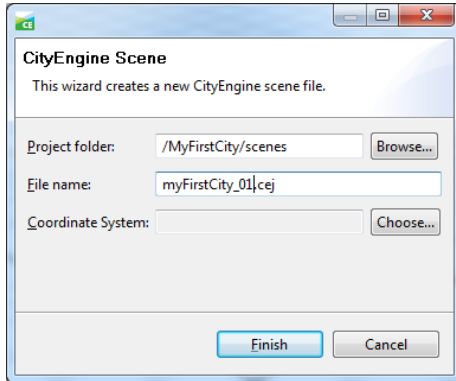 CE
CityEngine Scene
This wizard creates a new CityEngine scene file.
Project folder: /MyFirstCity/scenes Browse...
File name: myFirstCity_01.cej
Coordinate System: Choose...
Finish Cancel